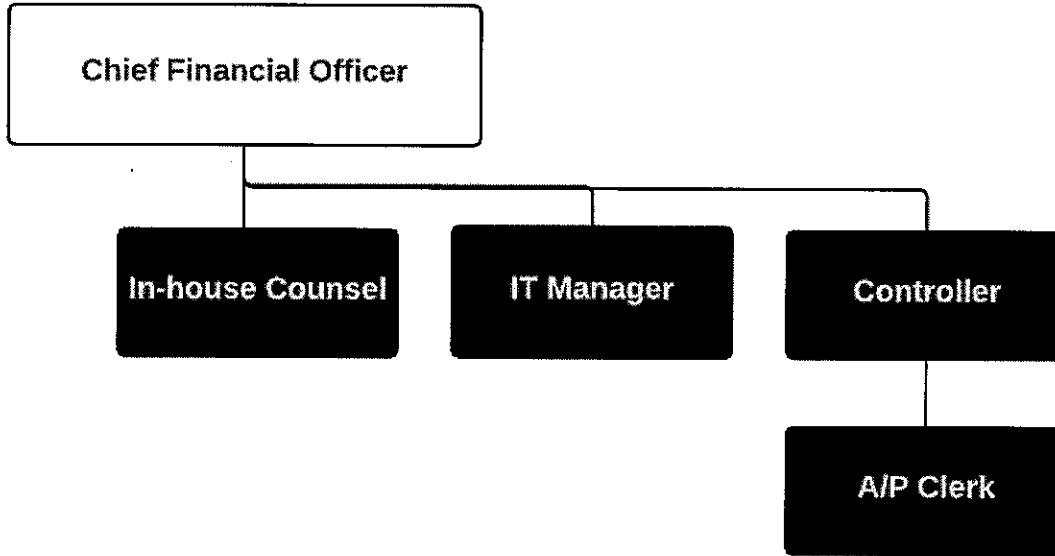 Chief Financial Officer
In-house Counsel
IT Manager
Controller
A/P Clerk